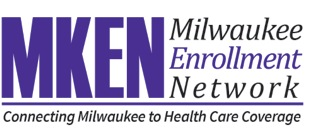 MKEN
Milwaukee
Enrollment
Network
Connecting Milwaukee to Health Care Coverage